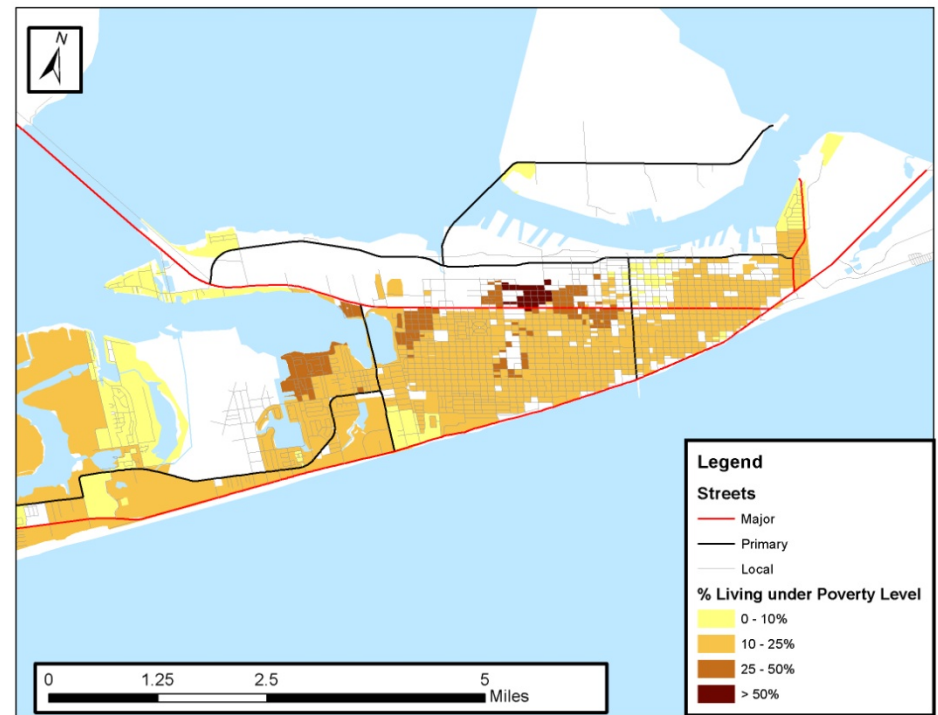 N
Legend
Streets
Major
Primary
Local
% Living under Poverty Level
0 - 10%
10 - 25%
25 - 50%
> 50%
0 1.25 2.5 5
Miles